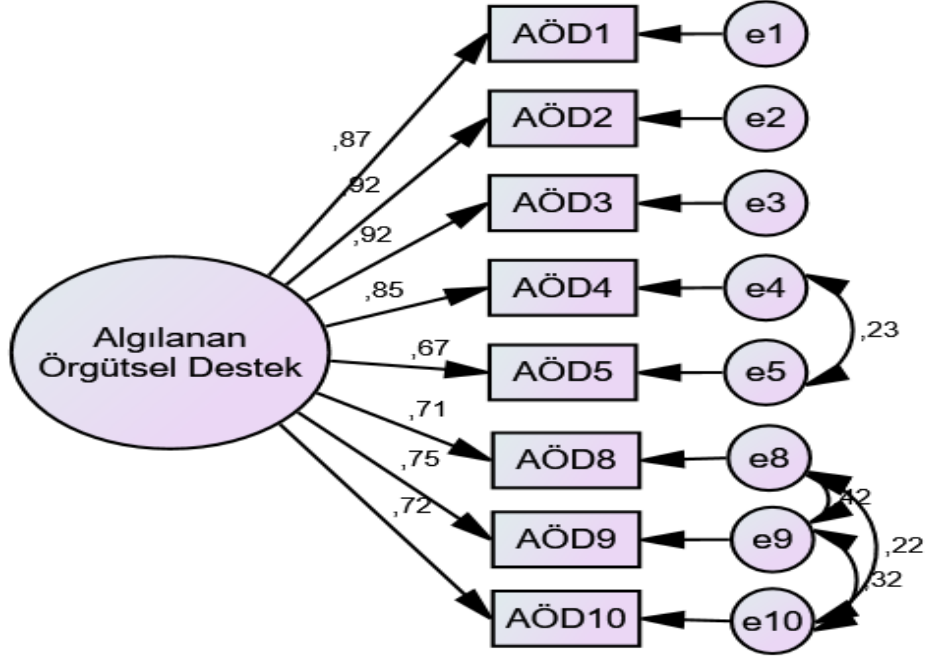 AÖD1
e1
,87
AÖD2
e2
,92
AÖD3
e3
,92
AÖD4
e4
,85
,23
Algılanan
Örgütsel Destek
,67
AÖD5
e5
,71
AÖD8
e8
,75
,42
,72
AÖD9
e9
,22
,32
AÖD10
e10